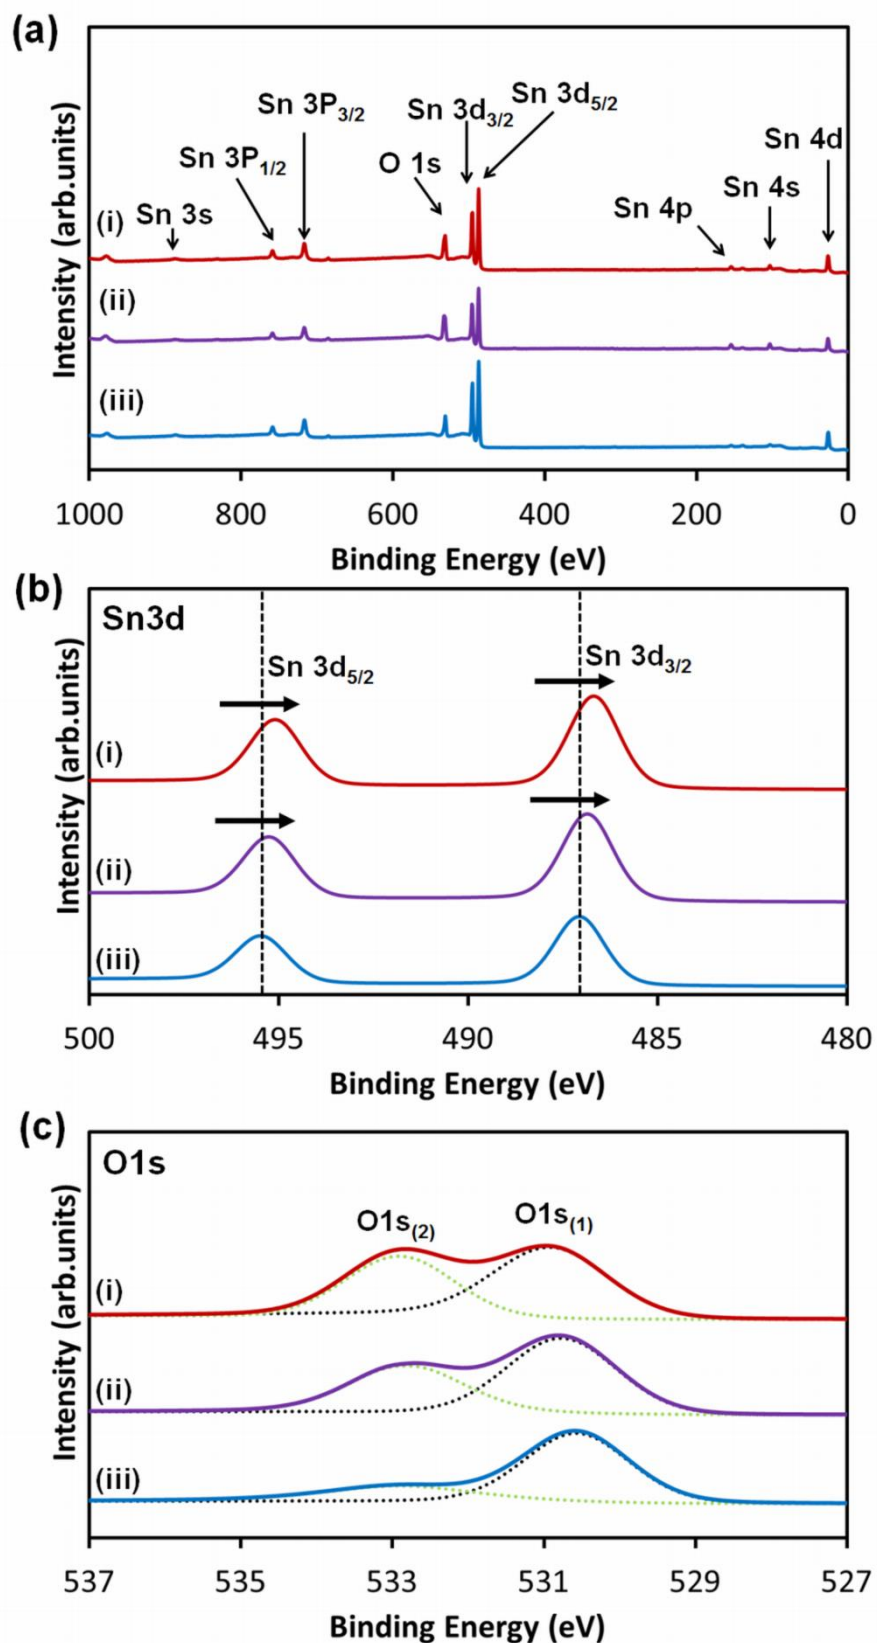 (a)
Intensity (arb.units)
Sn 3P1/2
Sn 3P3/2
Sn 3d3/2
Sn 3d5/2
Sn 3s
O 1s
Sn 4p
Sn 4s
Sn 4d
(i)
(ii)
(iii)
1000 800 600 400 200 0
Binding Energy (eV)
(b)
Intensity (arb.units)
Sn3d
Sn 3d5/2
Sn 3d3/2
(i)
(ii)
(iii)
500 495 490 485 480
Binding Energy (eV)
(c)
Intensity (arb.units)
O1s
O1s(2)
O1s(1)
(i)
(ii)
(iii)
537 535 533 531 529 527
Binding Energy (eV)